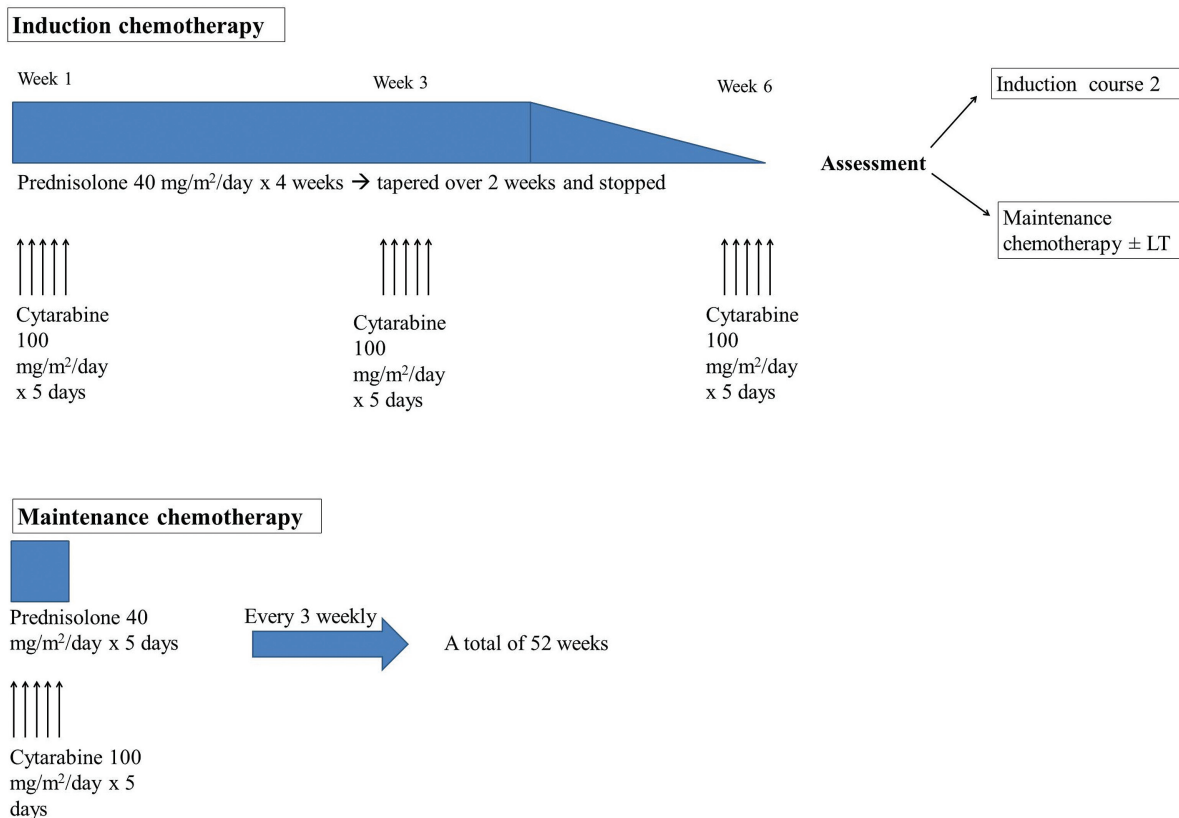 Induction chemotherapy
Week 1
Week 3
Week 6
Prednisolone 40 mg/m²/day x 4 weeks → tapered over 2 weeks and stopped
Assessment
Induction course 2
Maintenance
chemotherapy ± LT
Cytarabine
100
mg/m²/day
x 5 days
Cytarabine
100
mg/m²/day
x 5 days
Cytarabine
100
mg/m²/day
x 5 days
Maintenance chemotherapy
Prednisolone 40
mg/m²/day x 5 days
Every 3 weekly
A total of 52 weeks
Cytarabine 100
mg/m²/day x 5
days